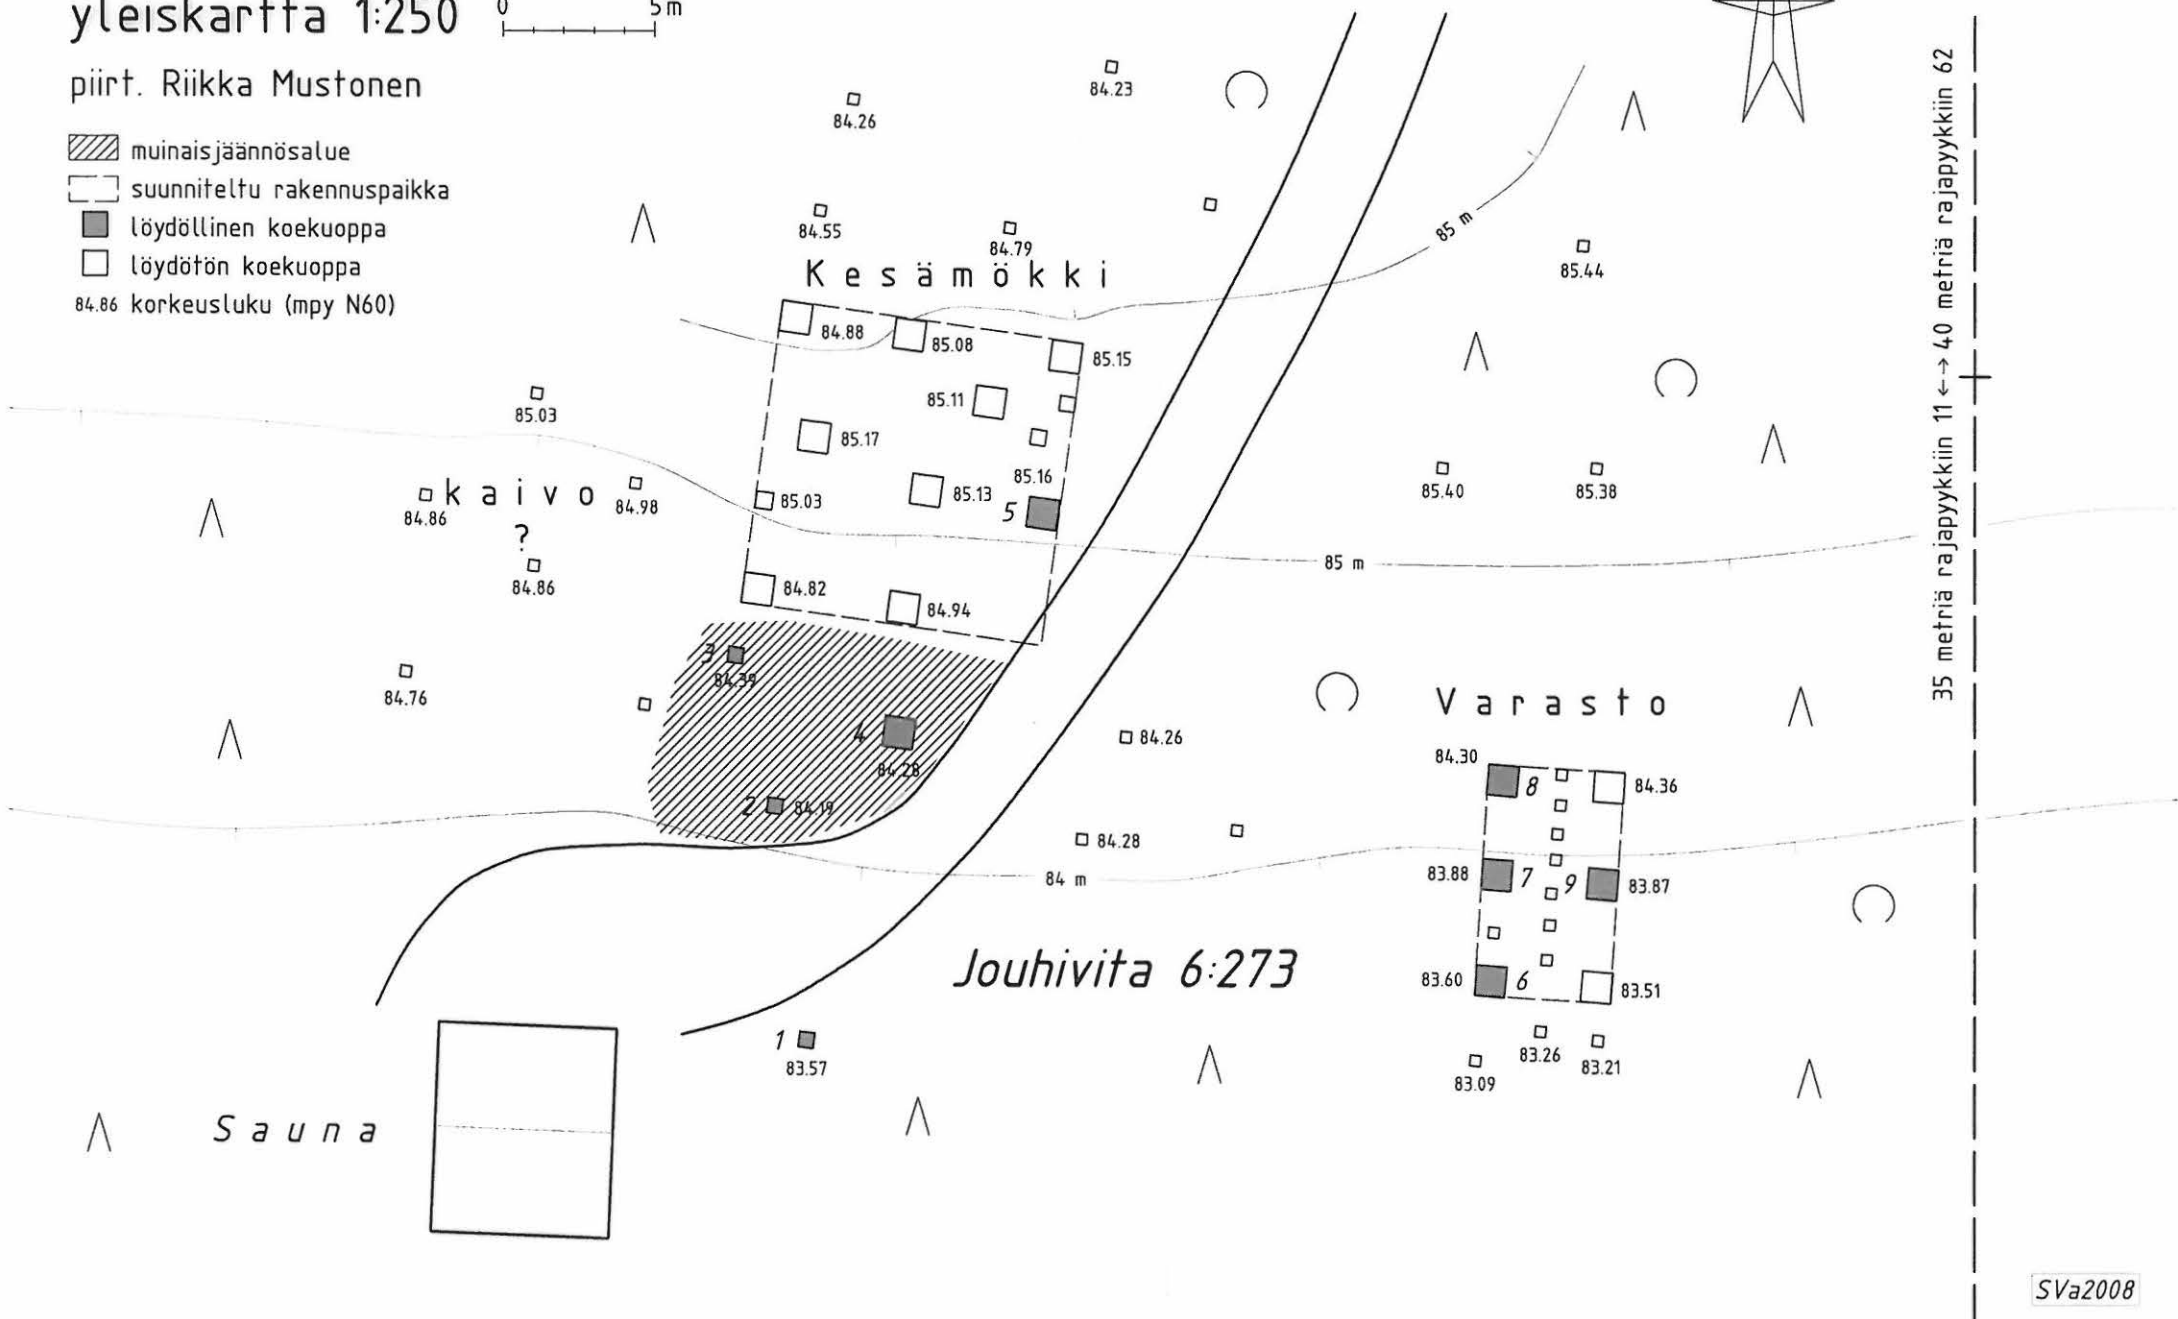 yleiskartta 1:250
0 5 m
piirt. Riikka Mustonen
muinaisjäännösalue
suunniteltu rakennuspaikka
löydöllinen koekuoppa
löydötön koekuoppa
84.86 korkeusluku (mpy N60)
84.23
84.26
84.55
84.79
85 m
85.44
Kesämökki
84.88
85.08
85.15
85.11
85.03
85.17
85.16
85.13
5
85.03
kaivo
?
84.86
84.98
84.86
85.40
85.38
85 m
84.82
84.94
3
84.39
84.76
4
84.28
2
84.19
84.26
84.28
84 m
Varasto
84.30
8
84.36
83.88
7
9
83.87
83.60
6
83.51
83.26
83.21
83.09
Jouhivita 6:273
1
83.57
Sauna
35 metriä rajapyykkiin 11 ←→ 40 metriä rajapyykkiin 62
SVa2008